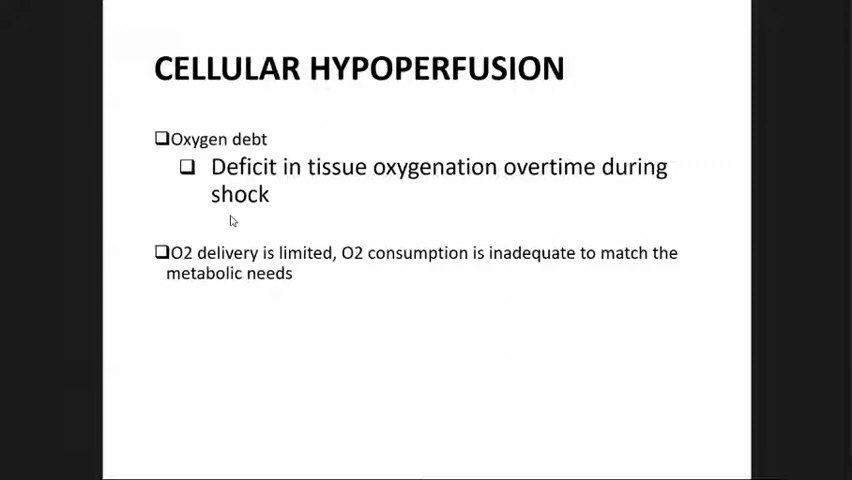 CELLULAR HYPOPERFUSION
❑Oxygen debt
❑ Deficit in tissue oxygenation overtime during
shock
❑O2 delivery is limited, O2 consumption is inadequate to match the
metabolic needs